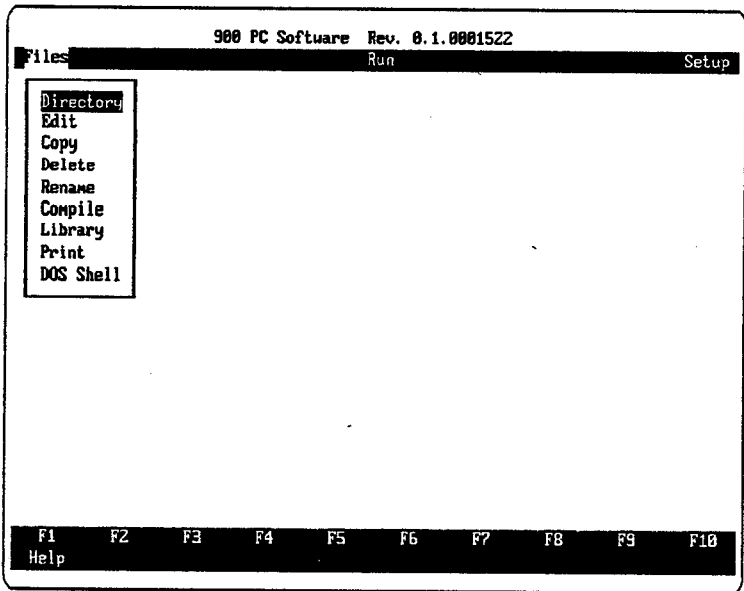 900 PC Software Rev. 0.1.0001522
Files Run Setup
Directory
Edit
Copy
Delete
Rename
Compile
Library
Print
DOS Shell
F1 F2 F3 F4 F5 F6 F7 F8 F9 F10
Help